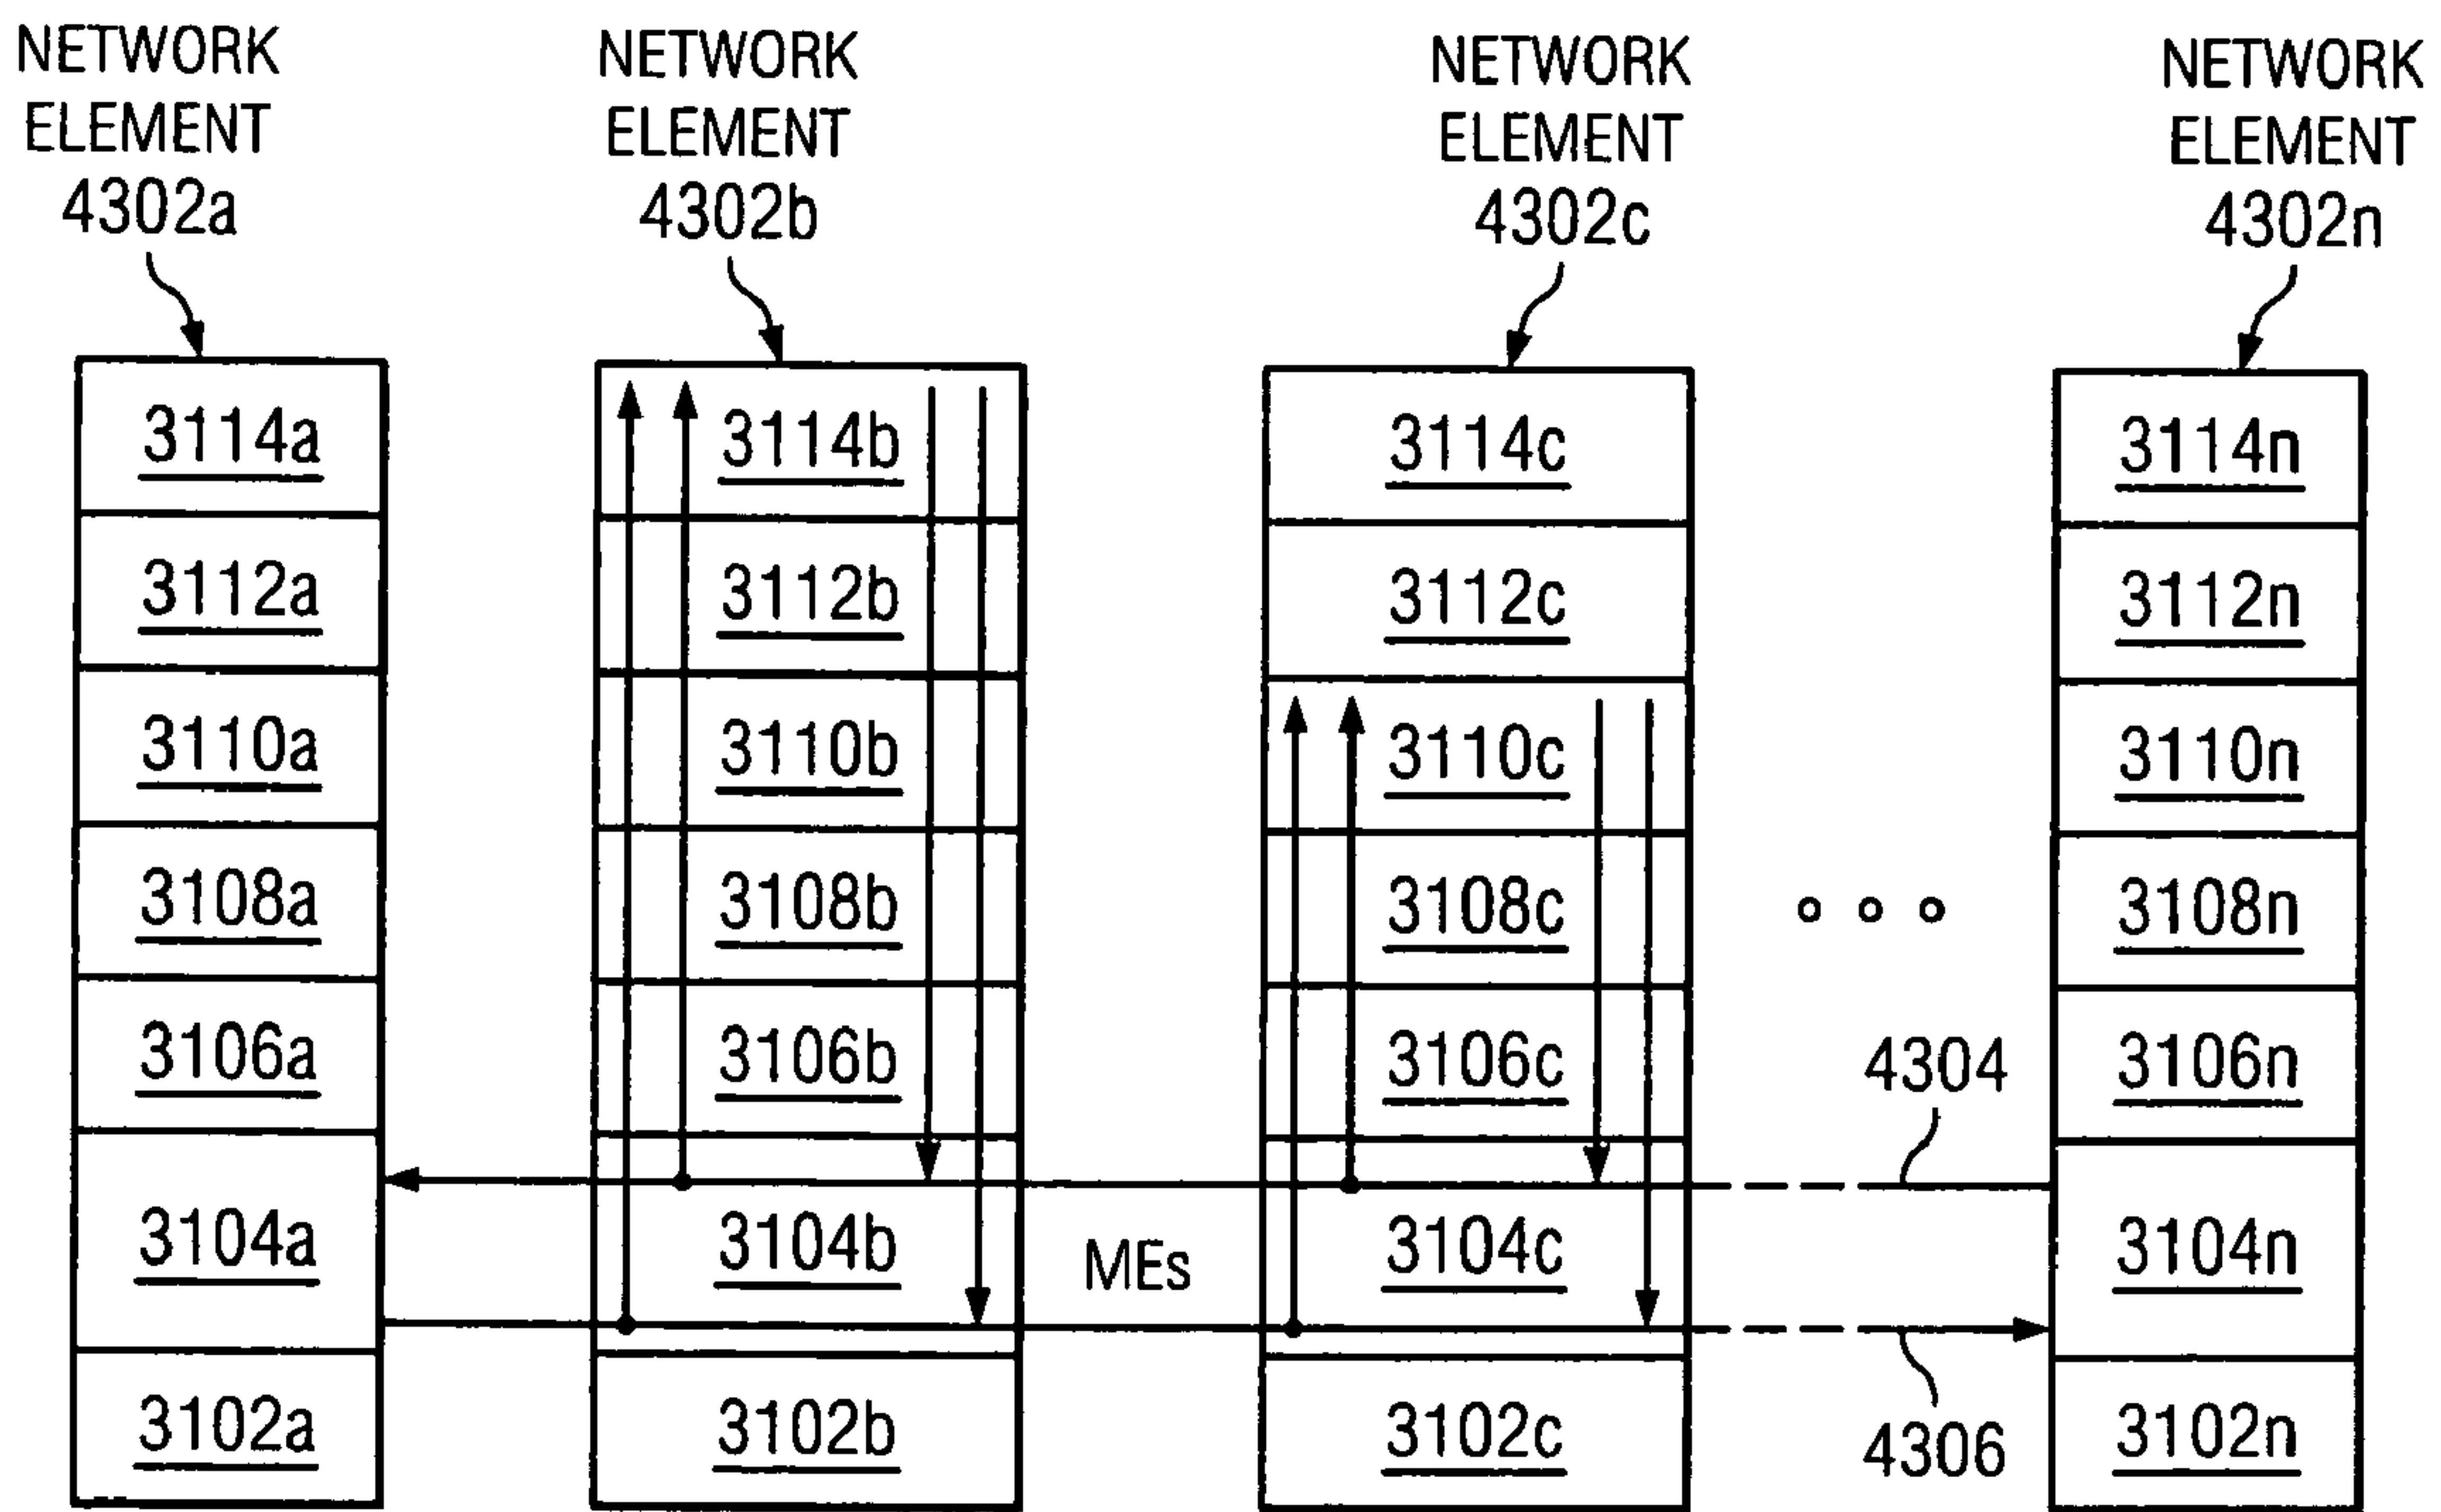 NETWORK
ELEMENT
4302a
NETWORK
ELEMENT
4302b
NETWORK
ELEMENT
4302c
NETWORK
ELEMENT
4302n
3114a
3114b
3114c
3114n
3112a
3112b
3112c
3112n
3110a
3110b
3110c
3110n
3108a
3108b
3108c
3108n
3106a
3106b
3106c
4304
3106n
3104a
3104b
MEs
3104c
3104n
3102a
3102b
3102c
4306
3102n